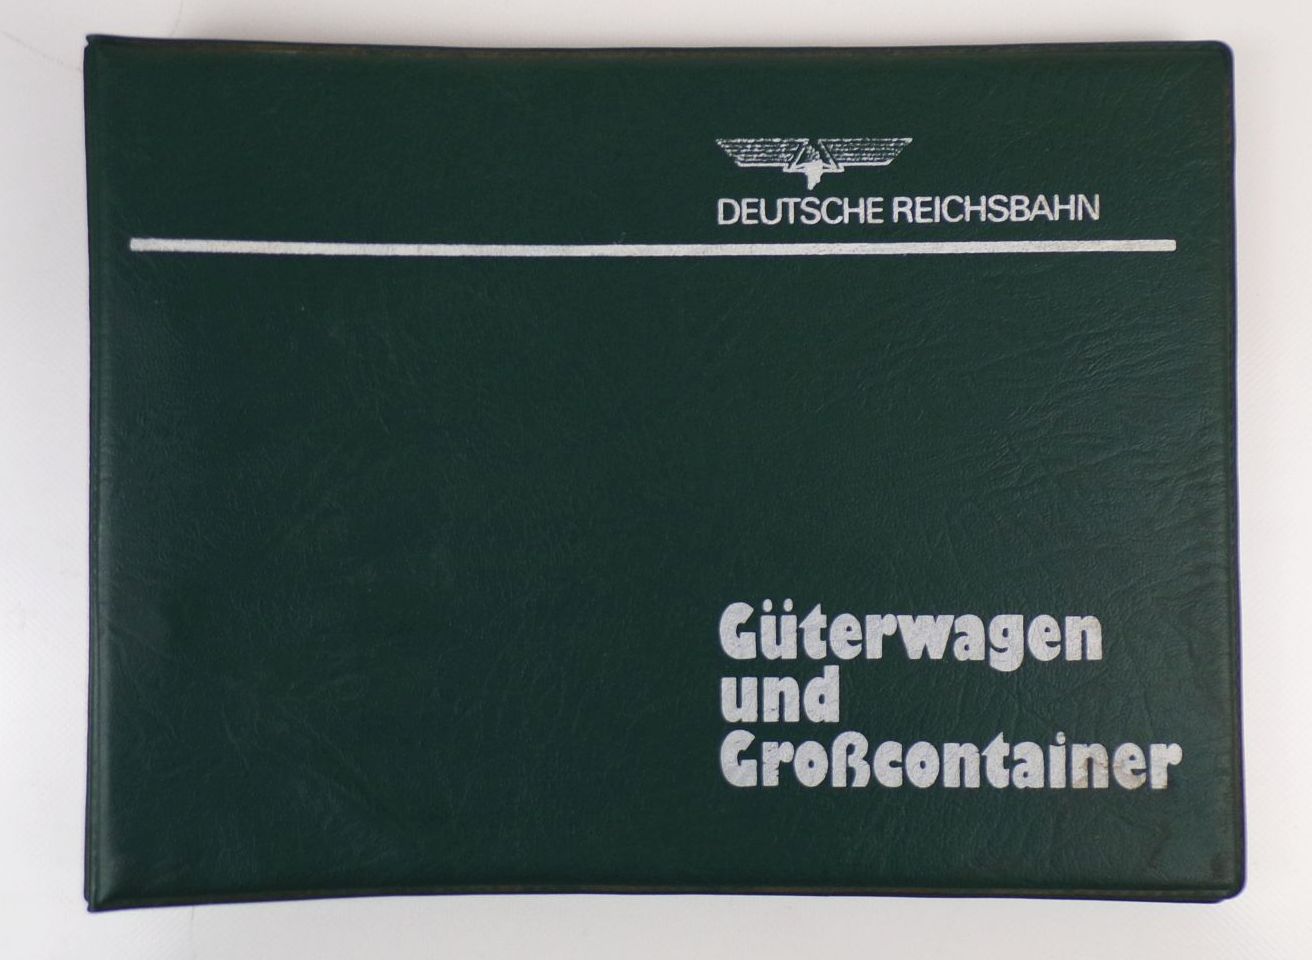 DEUTSCHE REICHSBAHN
Güterwagen
und
Großcontainer